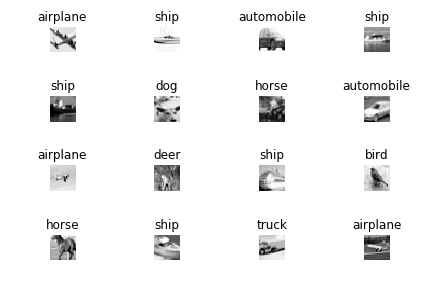 airplane ship automobile ship
ship dog horse automobile
airplane deer ship bird
horse ship truck airplane